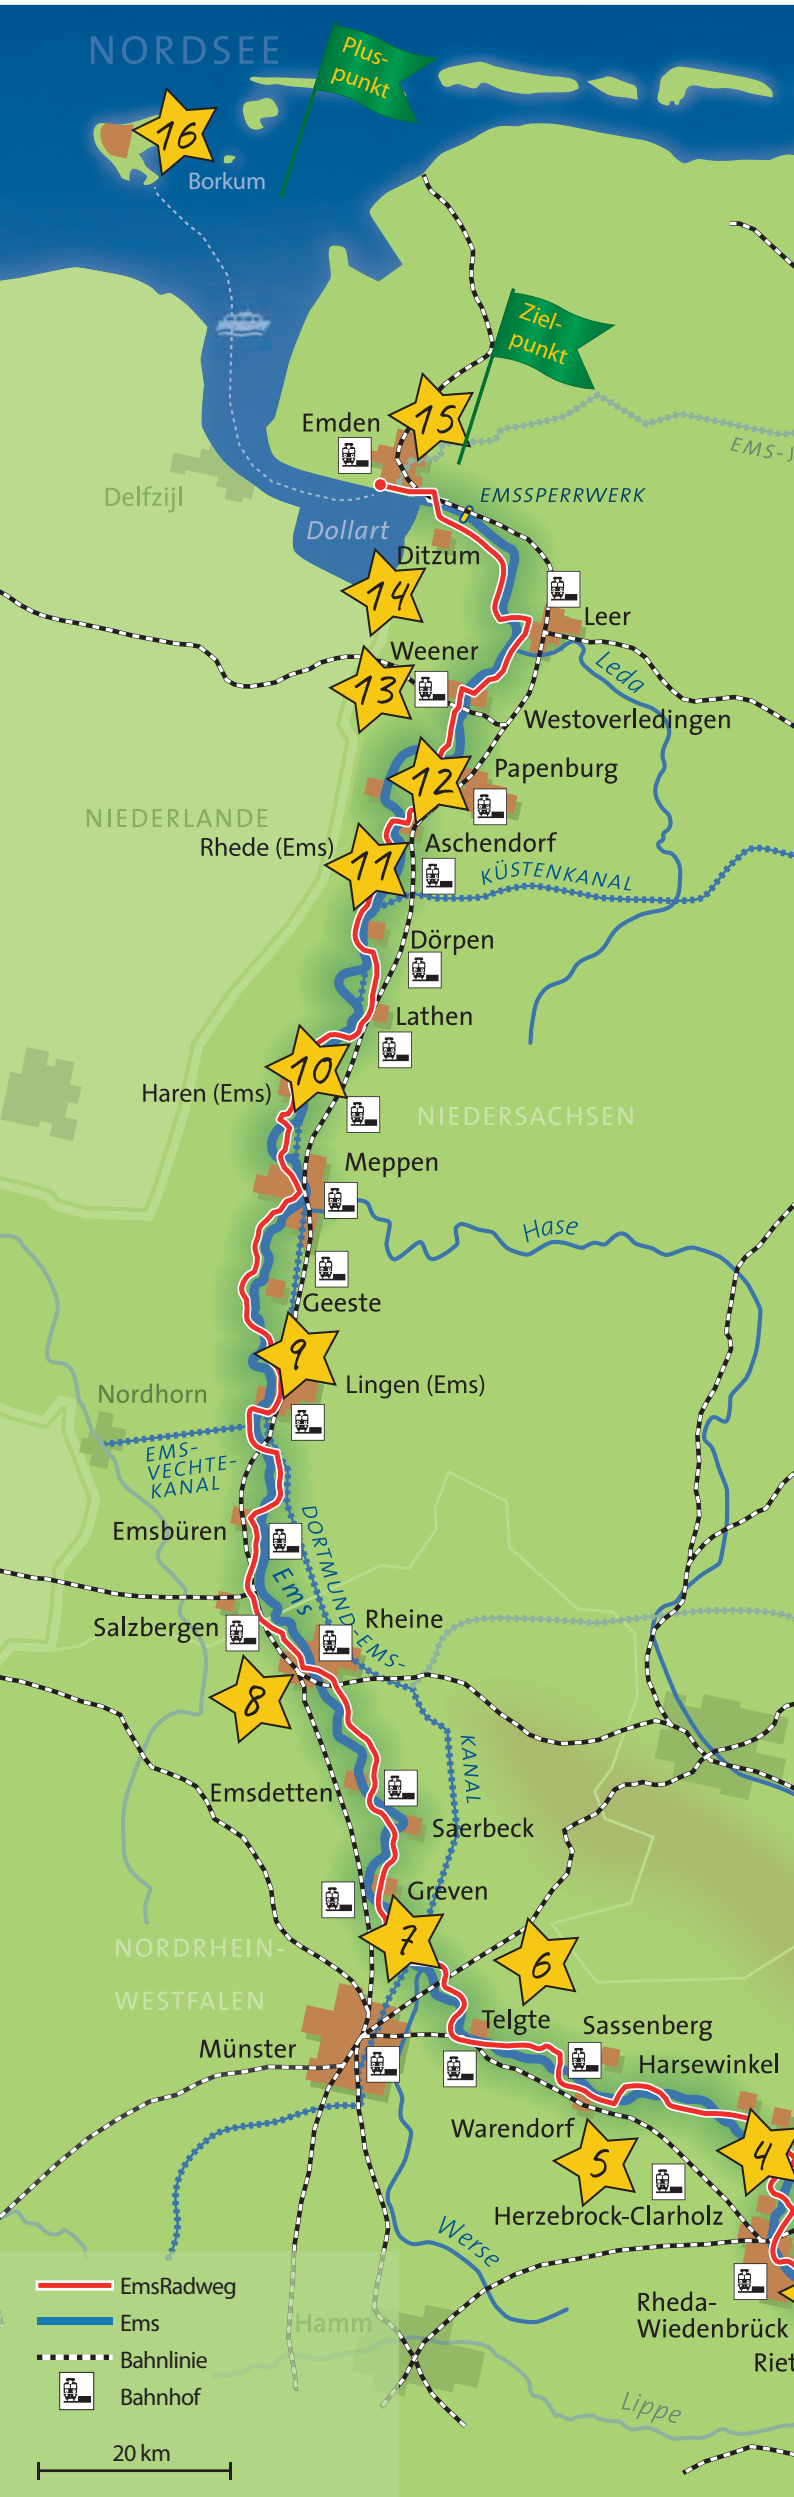 NORDSEE
Plus-
punkt
16
Borkum
Ziel-
punkt
15
Emden
EMS-J
EMSSPERRWERK
Delfzijl
Dollart
Ditzum
14
Leer
Weener
Leda
13
Westoverledingen
12
Papenburg
NIEDERLANDE
Rhede (Ems)
Aschendorf
11
KÜSTENKANAL
Dörpen
Lathen
10
Haren (Ems)
NIEDERSACHSEN
Meppen
Hase
Geeste
9
Lingen (Ems)
Nordhorn
EMS-
VECHTE-
KANAL
Emsbüren
DORTMUND-EMS-
Ems
Salzbergen
Rheine
8
KANAL
Emsdetten
Saerbeck
Greven
7
NORDRHEIN-
WESTFALEN
6
Telgte
Sassenberg
Münster
Harsewinkel
Warendorf
4
5
Herzebrock-Clarholz
Werse
Rheda-
Wiedenbrück
Riet
EmsRadweg
Ems
Bahnlinie
Bahnhof
Hamm
Lippe
20 km